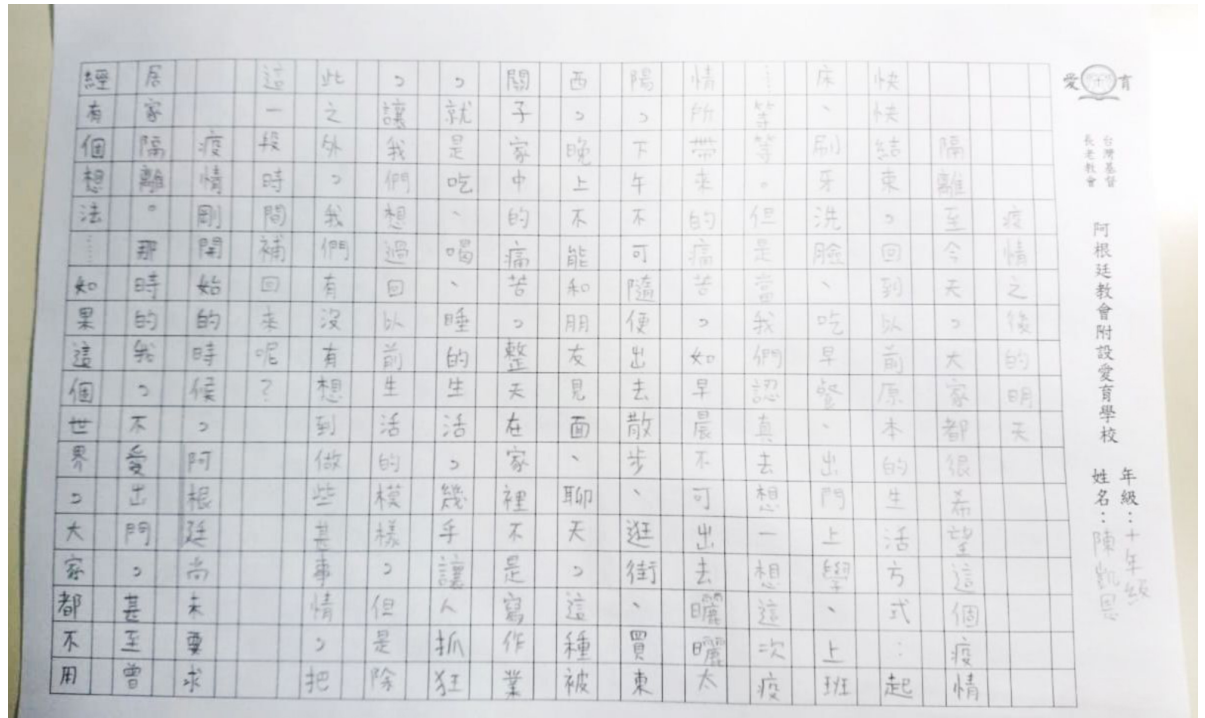 愛育
台灣基督
長老教會
阿根廷教會附設愛育學校
年級：十年級
姓名：陳凱恩
疫情之後的明天
隔離至今天，大家都很希望這個疫情
快快結束，回到以前原本的生活方式：起
床、刷牙洗臉、吃早餐、出門上學、上班
…等等。但是當我們認真去想一想這次疫
情所帶來的痛苦，如早晨不可出去曬曬太
陽，下午不可隨便出去散步、逛街、買東
西，晚上不能和朋友見面、聊天，這種被
關子家中的痛苦，整天在家裡不是寫作業
，就是吃、喝、睡的生活，幾乎讓人抓狂
，讓我們想過回以前生活的模樣，但是除
此之外，我們有沒有想到做些甚事情，把
這一段時間補回來呢？
疫情剛開始的時候，阿根廷尚未要求
居家隔離。那時的我，不愛出門，甚至曾
經有個想法……如果這個世界，大家都不用